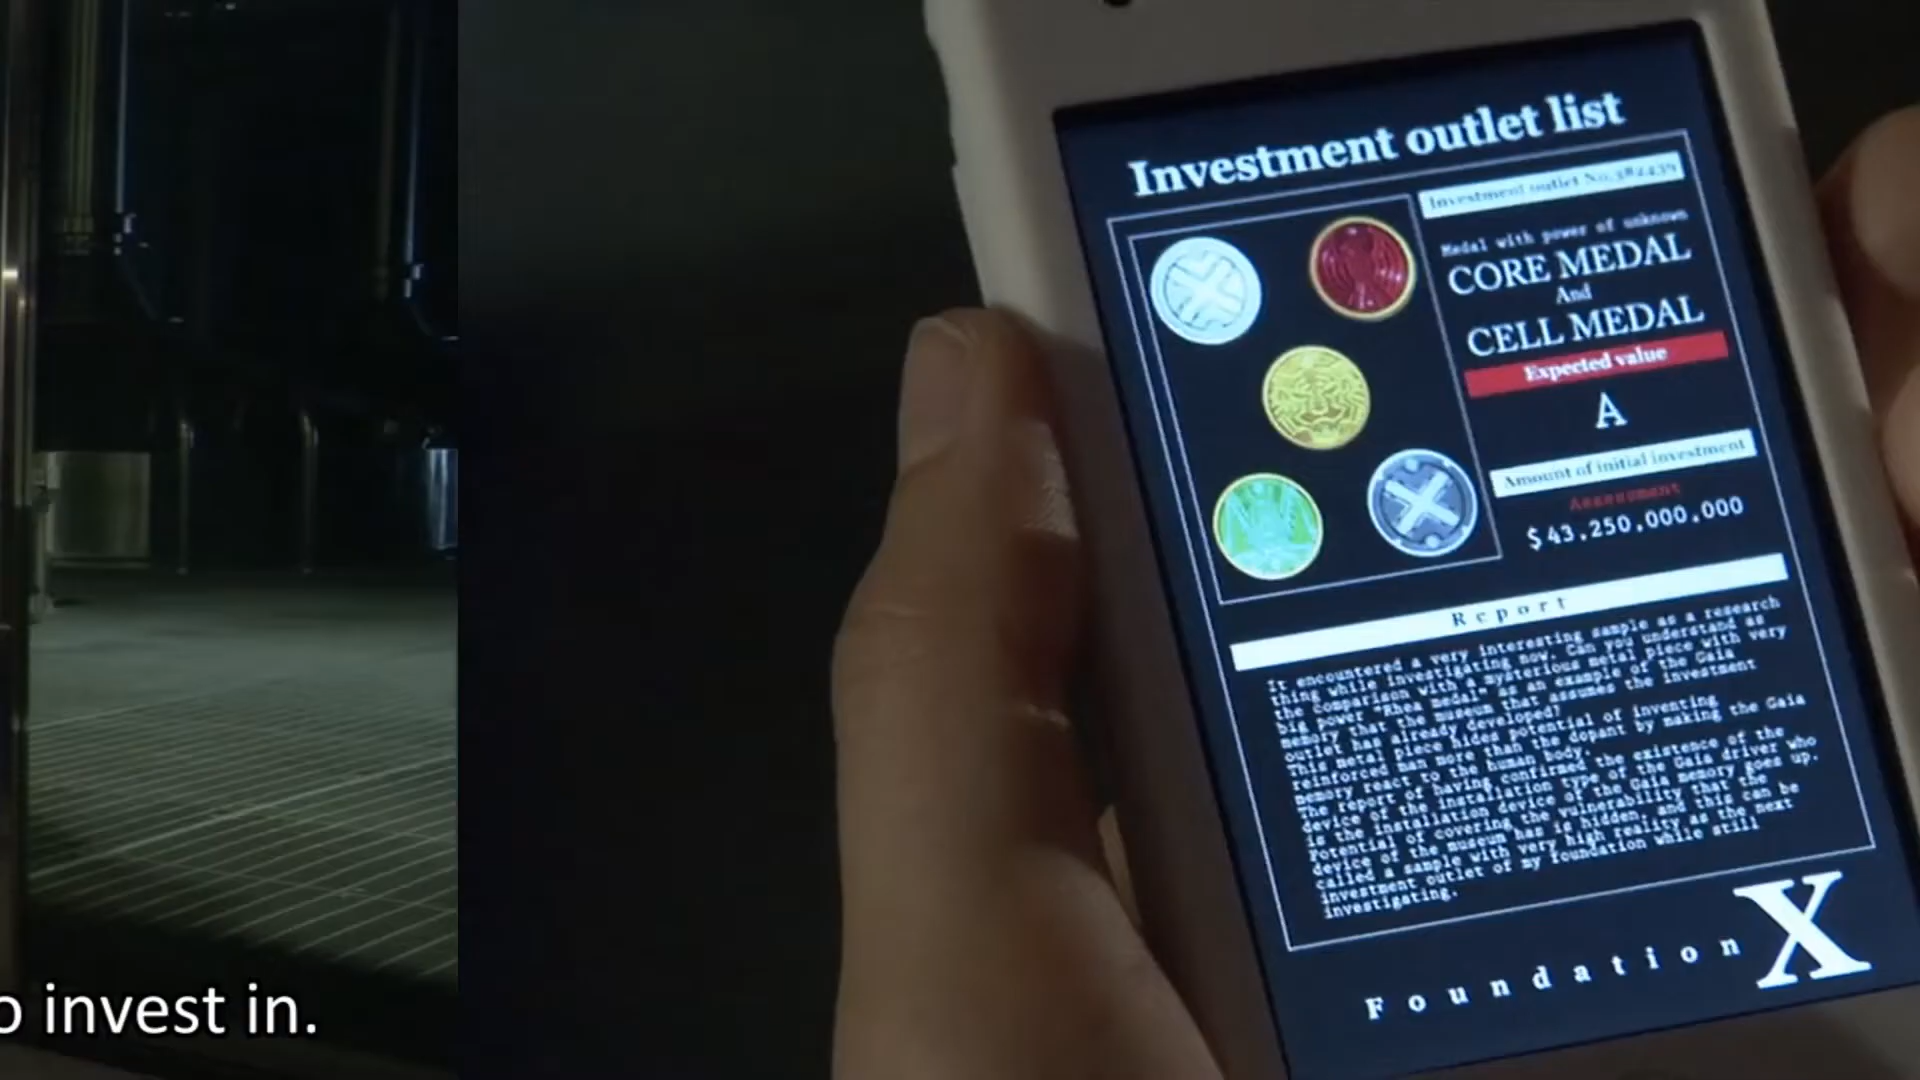 Investment outlet list
Investment outlet No.382439
Medal with power of unknown
CORE MEDAL
And
CELL MEDAL
Expected value
A
Amount of initial investment
Assessment
$ 43,250,000,000
Report
It encountered a very interesting sample as a research
thing while investigating now. Can you understand as
the comparison with a mysterious metal piece with very
big power "Rhea medal" as an example of the Gaia
memory that the museum that assumes the investment
outlet has already developed?
This metal piece hides potential of inventing
reinforced man more than the dopant by making the Gaia
memory react to the human body.
The report of having confirmed the existence of the
device of the installation type of the Gaia driver who
is the installation device of the Gaia memory goes up.
Potential of covering the vulnerability that the
device of the museum has is hidden, and this can be
called a sample with very high reality as the next
investment outlet of my foundation while still
investigating.
Foundation X
o invest in.